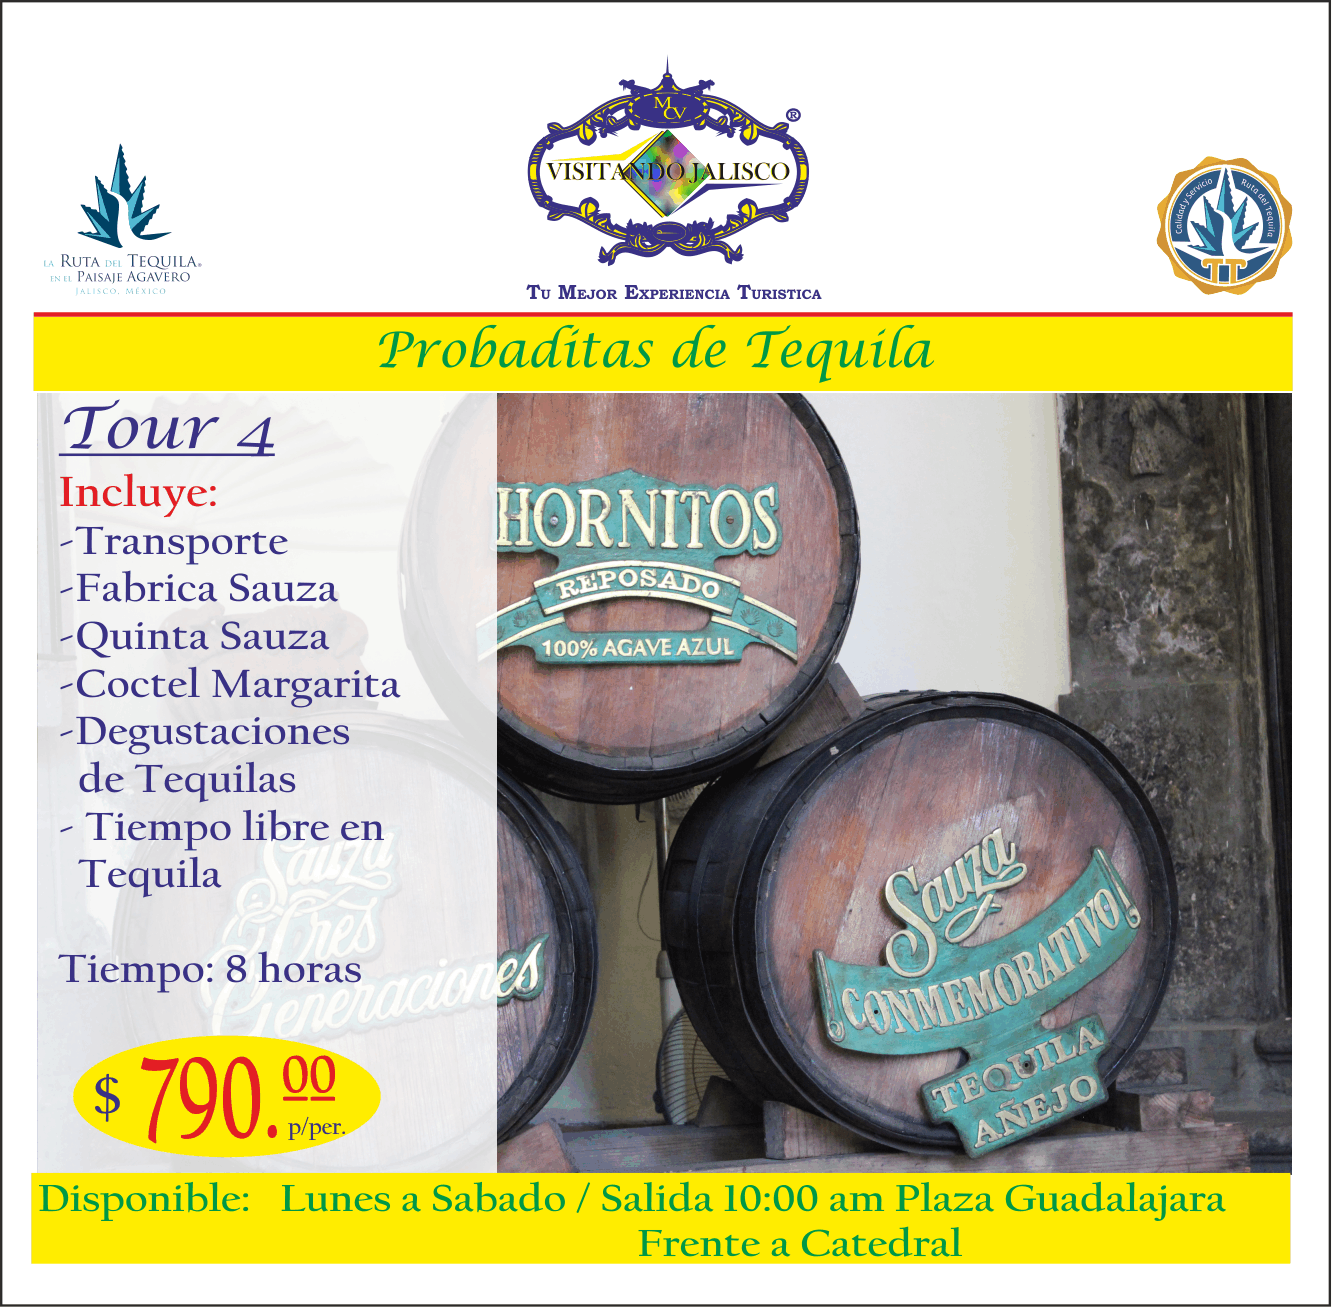 MCV
VISITANDO JALISCO
®
TU MEJOR EXPERIENCIA TURISTICA
LA RUTA DEL TEQUILA®
EN EL PAISAJE AGAVERO
JALISCO, MÉXICO
Calidad y Servicio
Ruta del Tequila
TT
Probaditas de Tequila
Tour 4
Incluye:
-Transporte
-Fabrica Sauza
-Quinta Sauza
-Coctel Margarita
-Degustaciones
de Tequilas
- Tiempo libre en
Tequila
Tiempo: 8 horas
$ 790.00
p/per.
HORNITOS
REPOSADO
100% AGAVE AZUL
Sauza
Tres
Generaciones
Sauza
CONMEMORATIVO
TEQUILA
AÑEJO
Disponible: Lunes a Sabado / Salida 10:00 am Plaza Guadalajara
Frente a Catedral